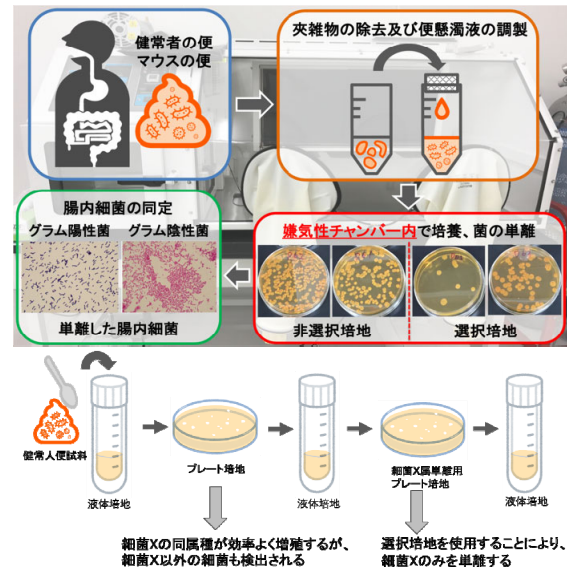 健常者の便
マウスの便
夾雑物の除去及び便懸濁液の調製
腸内細菌の同定
グラム陽性菌
グラム陰性菌
単離した腸内細菌
嫌気性チャンバー内で培養、菌の単離
非選択培地
選択培地
健常人便試料
液体培地
プレート培地
液体培地
細菌X属単離用
プレート培地
液体培地
細菌Xの同属種が効率よく増殖するが、
細菌X以外の細菌も検出される
選択培地を使用することにより、
細菌Xのみを単離する